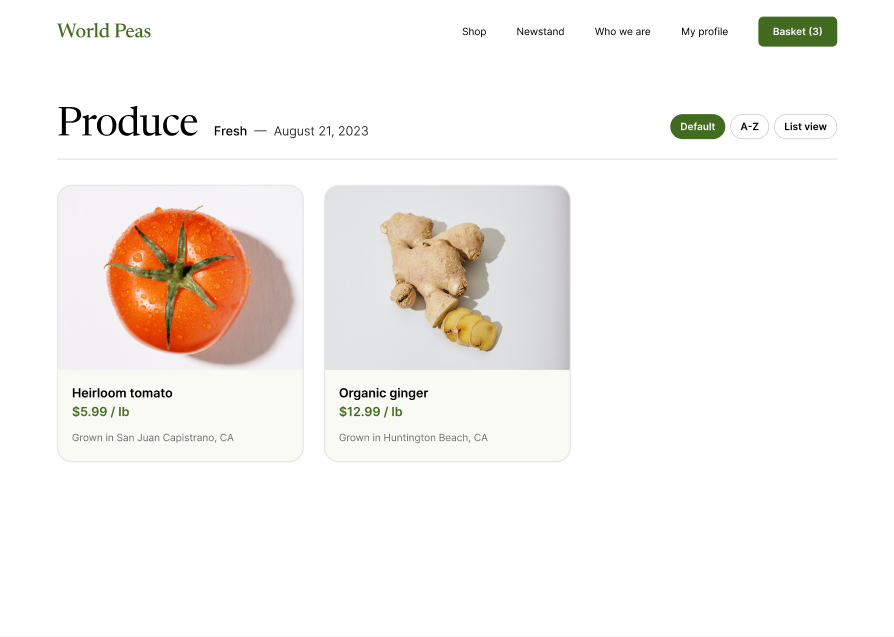 World Peas
Shop
Newstand
Who we are
My profile
Basket (3)
Produce
Fresh — August 21, 2023
Default
A-Z
List view
Heirloom tomato
$5.99 / lb
Grown in San Juan Capistrano, CA
Organic ginger
$12.99 / lb
Grown in Huntington Beach, CA